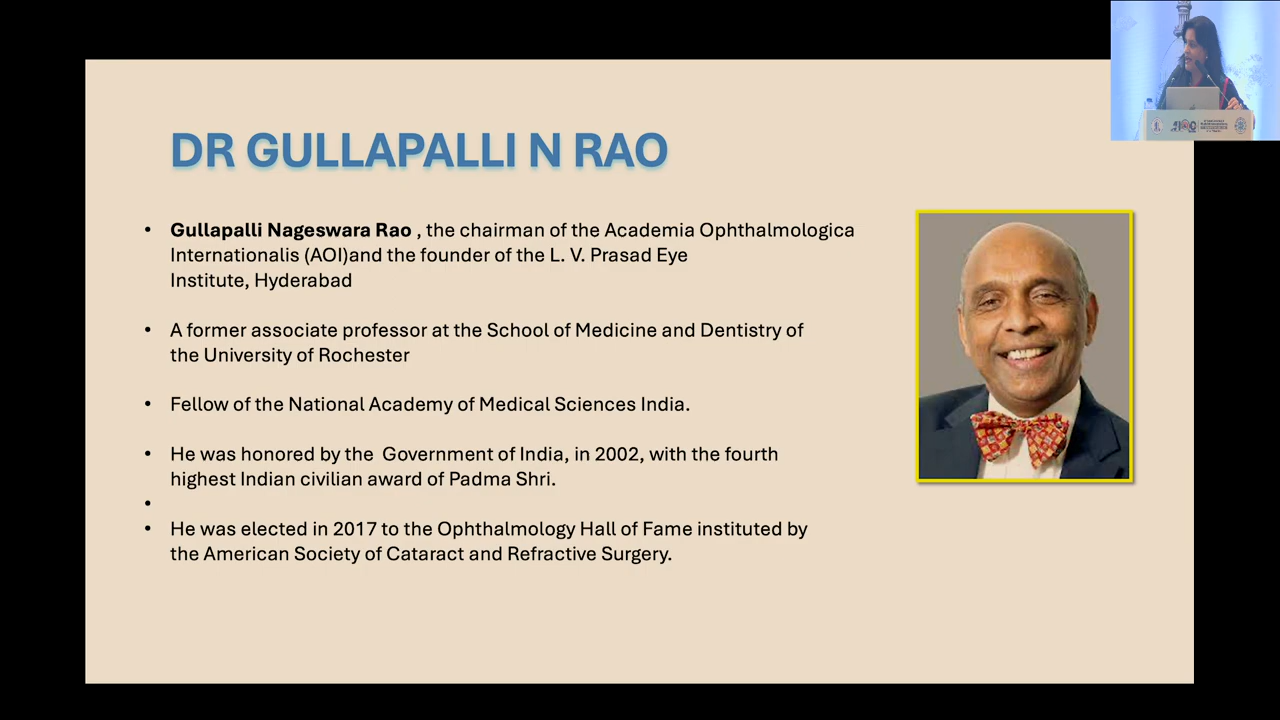 DR GULLAPALLI N RAO
• Gullapalli Nageswara Rao , the chairman of the Academia Ophthalmologica
Internationalis (AOI)and the founder of the L. V. Prasad Eye
Institute, Hyderabad
• A former associate professor at the School of Medicine and Dentistry of
the University of Rochester
• Fellow of the National Academy of Medical Sciences India.
• He was honored by the  Government of India, in 2002, with the fourth
highest Indian civilian award of Padma Shri.
•
• He was elected in 2017 to the Ophthalmology Hall of Fame instituted by
the American Society of Cataract and Refractive Surgery.